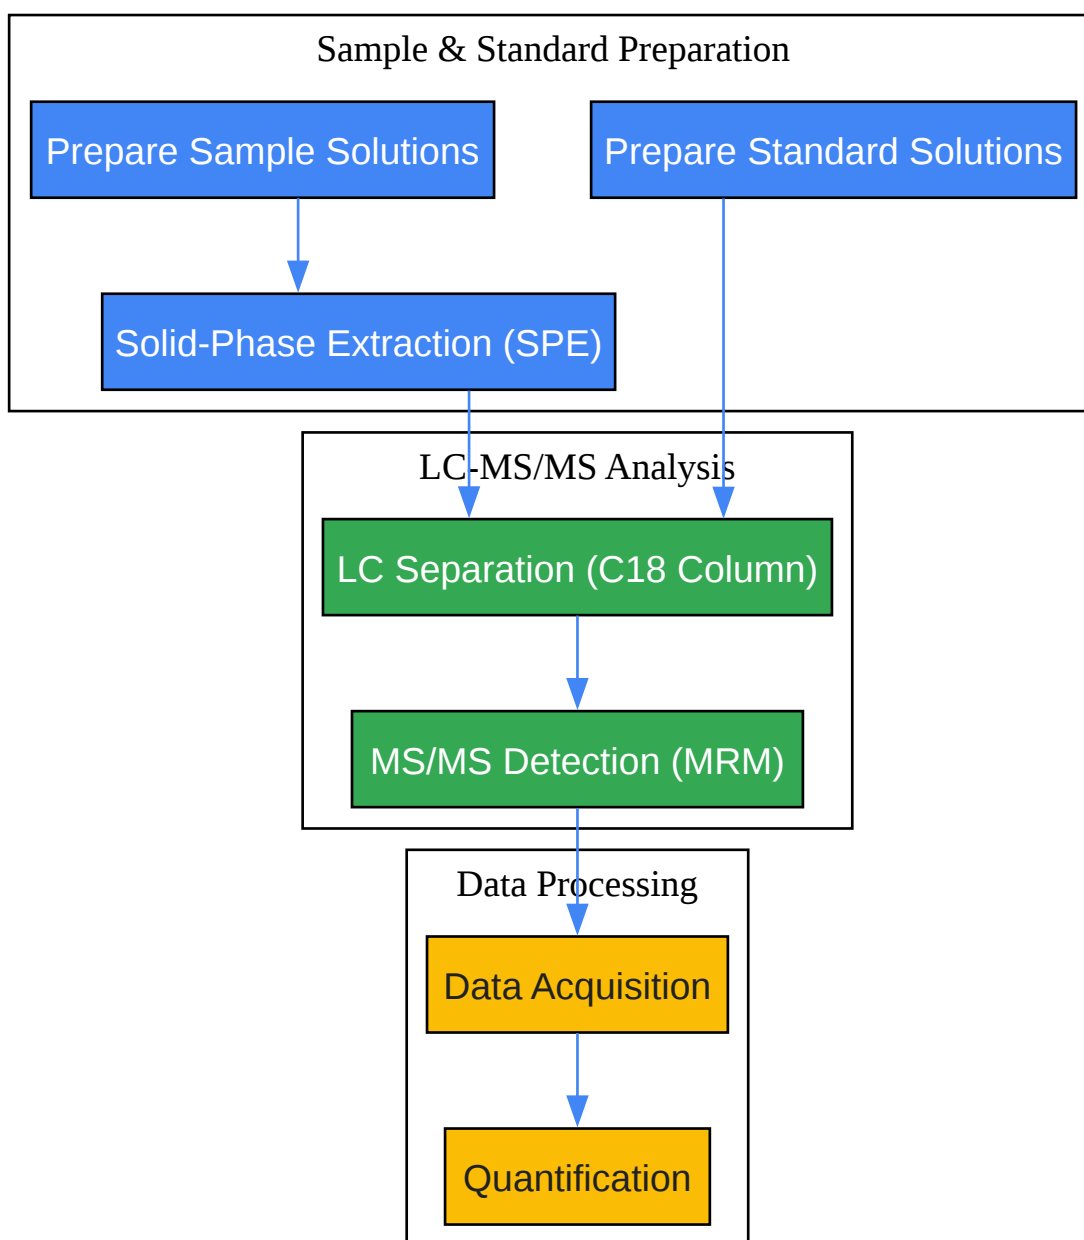 Sample & Standard Preparation
Prepare Sample Solutions
Prepare Standard Solutions
Solid-Phase Extraction (SPE)
LC-MS/MS Analysis
LC Separation (C18 Column)
MS/MS Detection (MRM)
Data Processing
Data Acquisition
Quantification